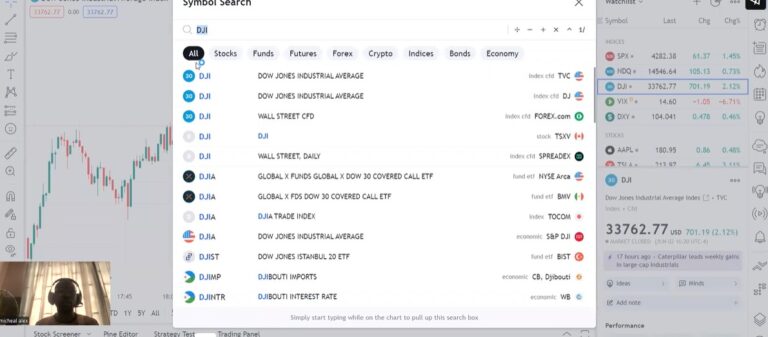 Symbol Search
DJI
1/
All Stocks Funds Futures Forex Crypto Indices Bonds Economy
DJI DOW JONES INDUSTRIAL AVERAGE index cfd TVC
DJI DOW JONES INDUSTRIAL AVERAGE index cfd DJ
DJI WALL STREET CFD index cfd FOREX.com
DJI DJI stock TSXV
DJI WALL STREET, DAILY index cfd SPREADEX
DJIA GLOBAL X FUNDS GLOBAL X DOW 30 COVERED CALL ETF fund etf NYSE Arca
DJIA GLOBAL X FDS DOW 30 COVERED CALL ETF fund etf BMV
DJIA DJIA TRADE INDEX index TOCOM
DJIA DOW JONES INDUSTRIAL AVERAGE economic S&P DJI
DJIST DOW JONES ISTANBUL 20 ETF fund etf BIST
DJIMP DJIBOUTI IMPORTS economic CB, Djibouti
DJINTR DJIBOUTI INTEREST RATE economic WB
Simply start typing while on the chart to pull up this search box
33762.77 0.00 33762.77
17:45 18:00
1Y 5Y All
micheal alex
Stock Screener Pine Editor Strategy Test Trading Panel
Watchlist
Symbol Last Chg Chg%
INDICES
SPX 4282.38 61.37 1.45%
NDQ 14546.64 105.13 0.73%
DJI 33762.77 701.19 2.12%
VIX 14.60 −1.05 −6.71%
DXY 104.041 0.478 0.46%
STOCKS
AAPL 180.95 0.86 0.48%
DJI
Dow Jones Industrial Average Index TVC
Index Cfd
33762.77 USD 701.19 (2.12%)
MARKET CLOSED
17 hours ago Caterpillar leads weekly gains
in large-cap Industrials
Ideas Minds
Add note
Performance